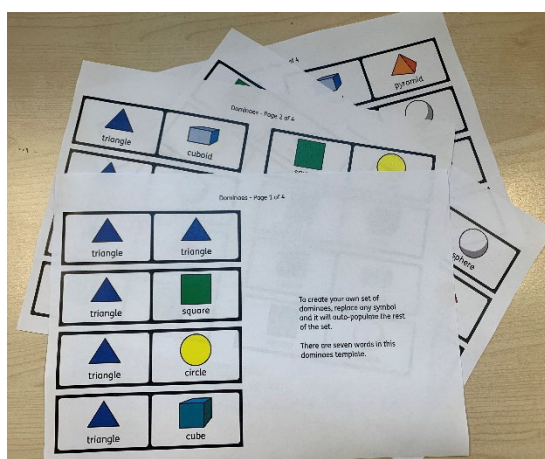 of 4
pyramid
Dominoes - Page 2 of 4
triangle cuboid
Dominoes - Page 1 of 4
sphere
triangle triangle
triangle square
triangle circle
triangle cube
To create your own set of
dominoes, replace any symbol
and it will auto-populate the rest
of the set.
There are seven words in this
dominoes template.